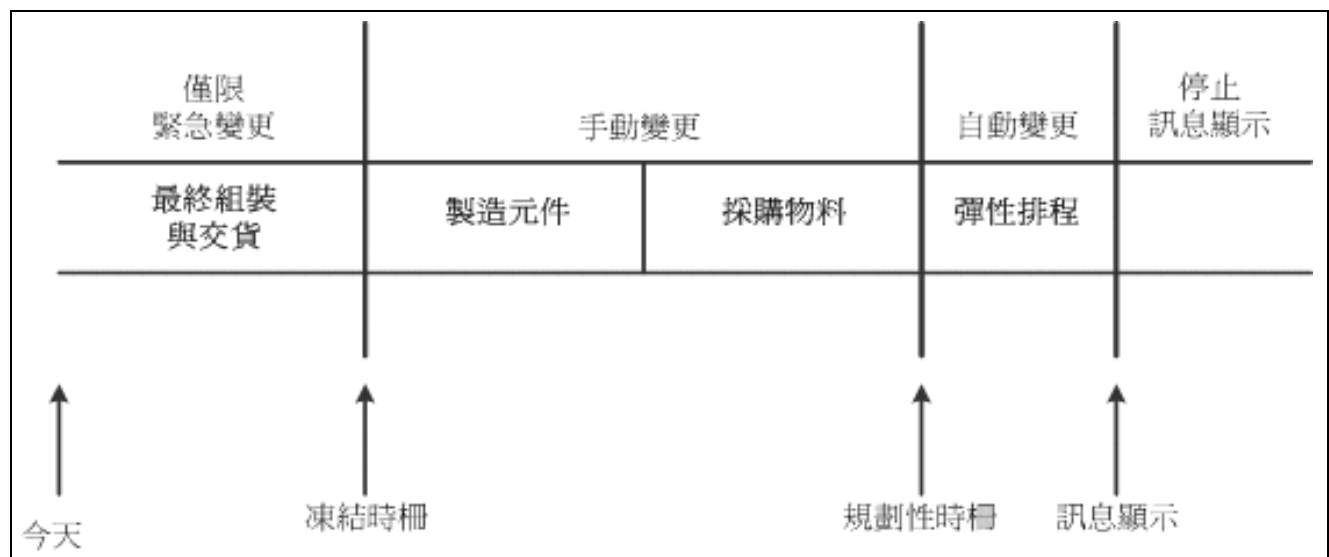 僅限
緊急變更
手動變更
自動變更
停止
訊息顯示
最終組裝
與交貨
製造元件
採購物料
彈性排程
今天
凍結時柵
規劃性時柵
訊息顯示